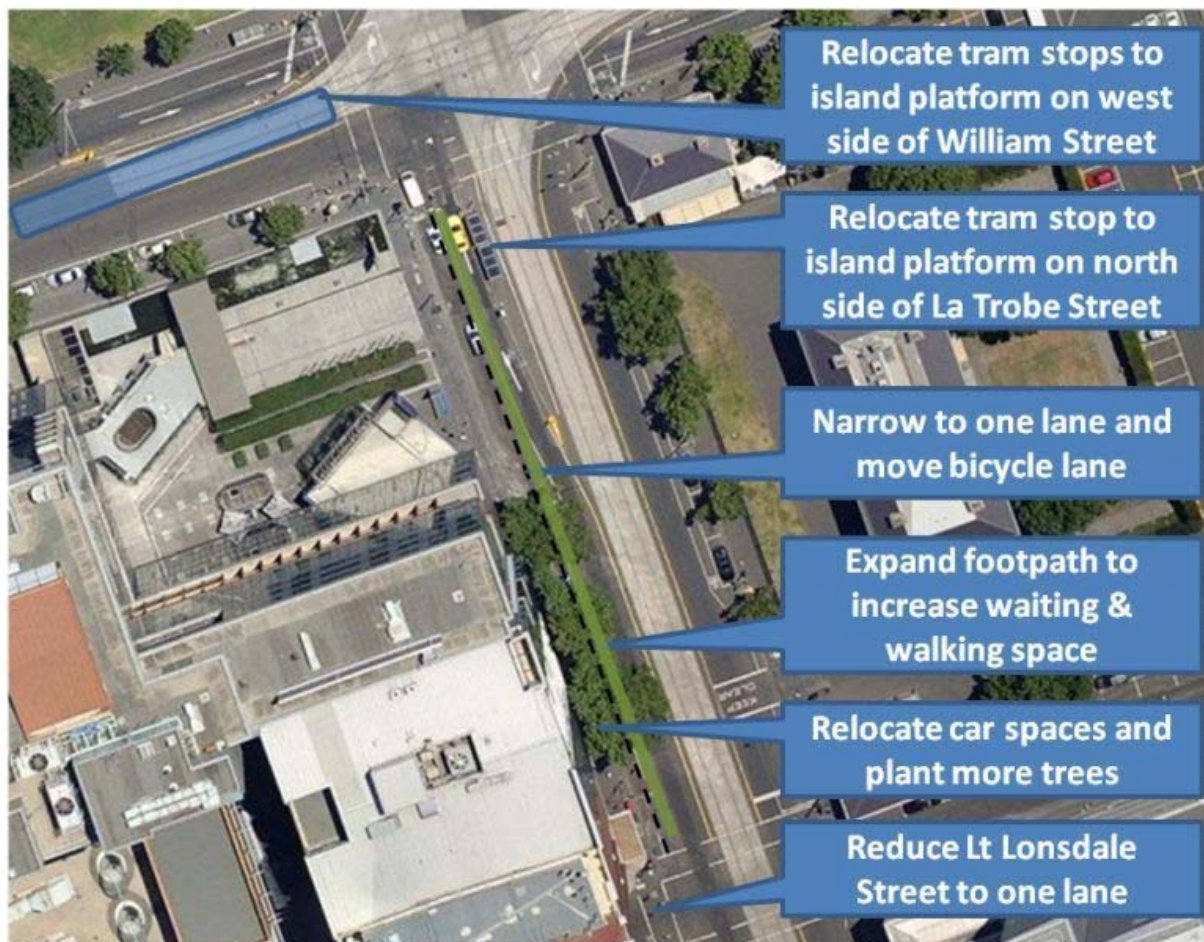 Relocate tram stops to
island platform on west
side of William Street
Relocate tram stop to
island platform on north
side of La Trobe Street
Narrow to one lane and
move bicycle lane
Expand footpath to
increase waiting &
walking space
KEEP
CLEAR
Relocate car spaces and
plant more trees
Reduce Lt Lonsdale
Street to one lane